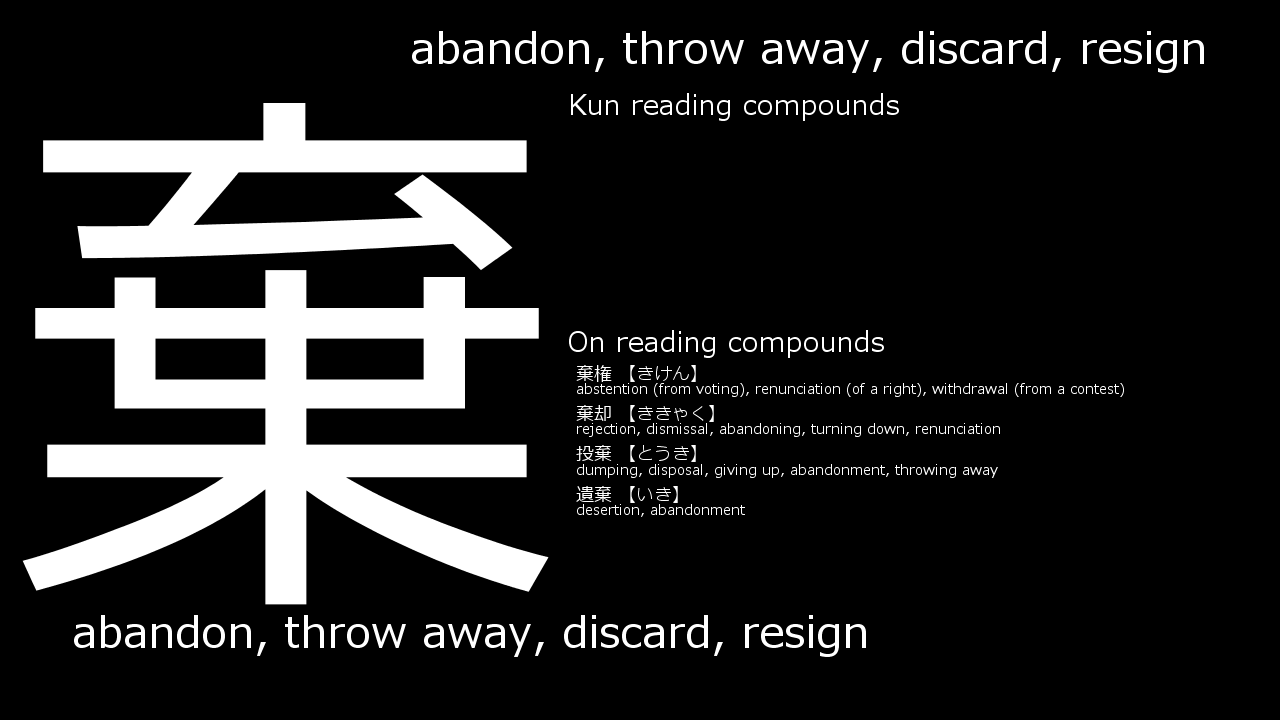 abandon, throw away, discard, resign
Kun reading compounds
棄
On reading compounds
棄権 【きけん】
abstention (from voting), renunciation (of a right), withdrawal (from a contest)
棄却 【ききゃく】
rejection, dismissal, abandoning, turning down, renunciation
投棄 【とうき】
dumping, disposal, giving up, abandonment, throwing away
遺棄 【いき】
desertion, abandonment
abandon, throw away, discard, resign